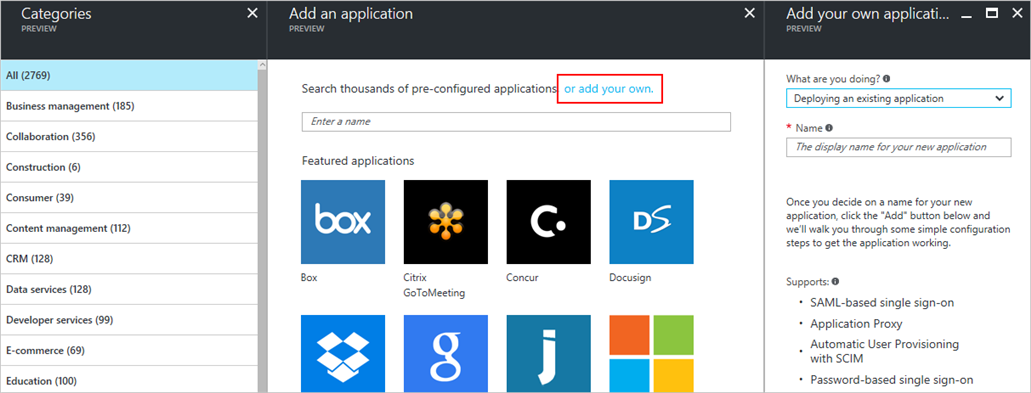 Categories
PREVIEW
All (2769)
Business management (185)
Collaboration (356)
Construction (6)
Consumer (39)
Content management (112)
CRM (128)
Data services (128)
Developer services (99)
E-commerce (69)
Education (100)
Add an application
PREVIEW
Search thousands of pre-configured applications or add your own.
Enter a name
Featured applications
box
C.
DS
Box
Citrix
GoToMeeting
Concur
Docusign
g
j
Add your own applicati...
PREVIEW
What are you doing?
Deploying an existing application
* Name
The display name for your new application
Once you decide on a name for your new
application, click the "Add" button below and
we'll walk you through some simple configuration
steps to get the application working.
Supports:
• SAML-based single sign-on
• Application Proxy
• Automatic User Provisioning
with SCIM
• Password-based single sign-on